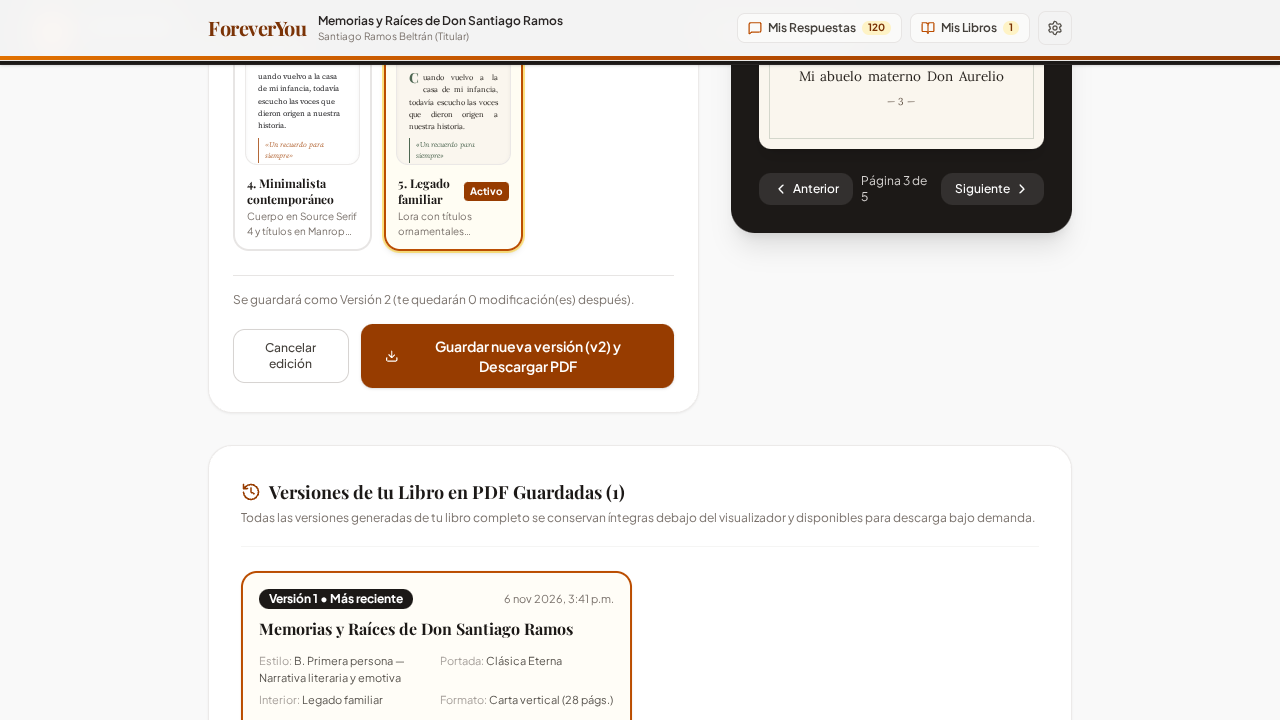 ForeverYou
Memorias y Raíces de Don Santiago Ramos
Santiago Ramos Beltrán (Titular)
Mis Respuestas 120
Mis Libros 1
uando vuelvo a la casa
de mi infancia, todavía
escucho las voces que
dieron origen a nuestra
historia.
«Un recuerdo para
siempre»
4. Minimalista
contemporáneo
Cuerpo en Source Serif
4 y títulos en Manrop…
C uando vuelvo a la
casa de mi infancia,
todavía escucho las voces
que dieron origen a
nuestra historia.
«Un recuerdo para
siempre»
5. Legado
familiar
Activo
Lora con títulos
ornamentales…
Mi abuelo materno Don Aurelio
— 3 —
Anterior
Página 3 de
5
Siguiente
Se guardará como Versión 2 (te quedarán 0 modificación(es) después).
Cancelar
edición
Guardar nueva versión (v2) y
Descargar PDF
Versiones de tu Libro en PDF Guardadas (1)
Todas las versiones generadas de tu libro completo se conservan íntegras debajo del visualizador y disponibles para descarga bajo demanda.
Versión 1 • Más reciente
6 nov 2026, 3:41 p.m.
Memorias y Raíces de Don Santiago Ramos
Estilo: B. Primera persona —
Narrativa literaria y emotiva
Portada: Clásica Eterna
Interior: Legado familiar
Formato: Carta vertical (28 págs.)